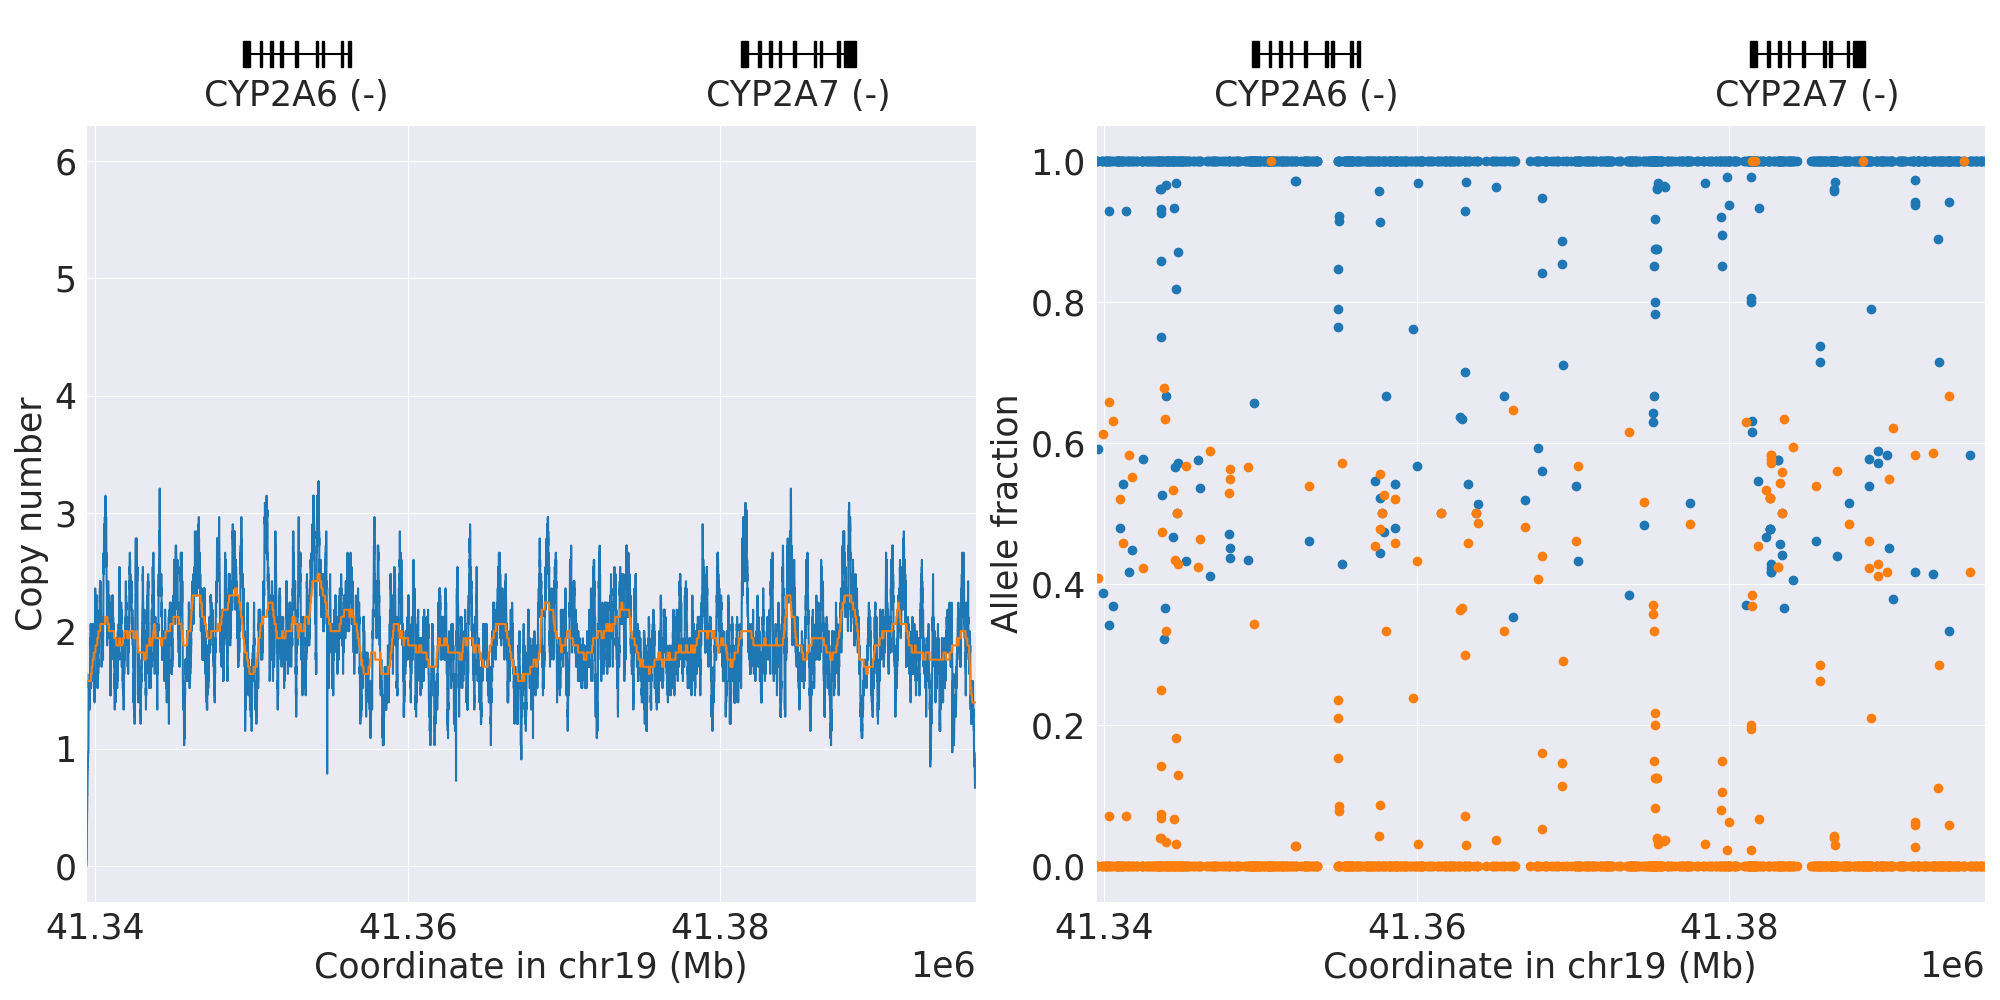 CYP2A6 (-)
CYP2A7 (-)
6
5
4
3
2
1
0
Copy number
41.34
41.36
41.38
Coordinate in chr19 (Mb)
1e6
CYP2A6 (-)
CYP2A7 (-)
1.0
0.8
0.6
0.4
0.2
0.0
Allele fraction
41.34
41.36
41.38
Coordinate in chr19 (Mb)
1e6